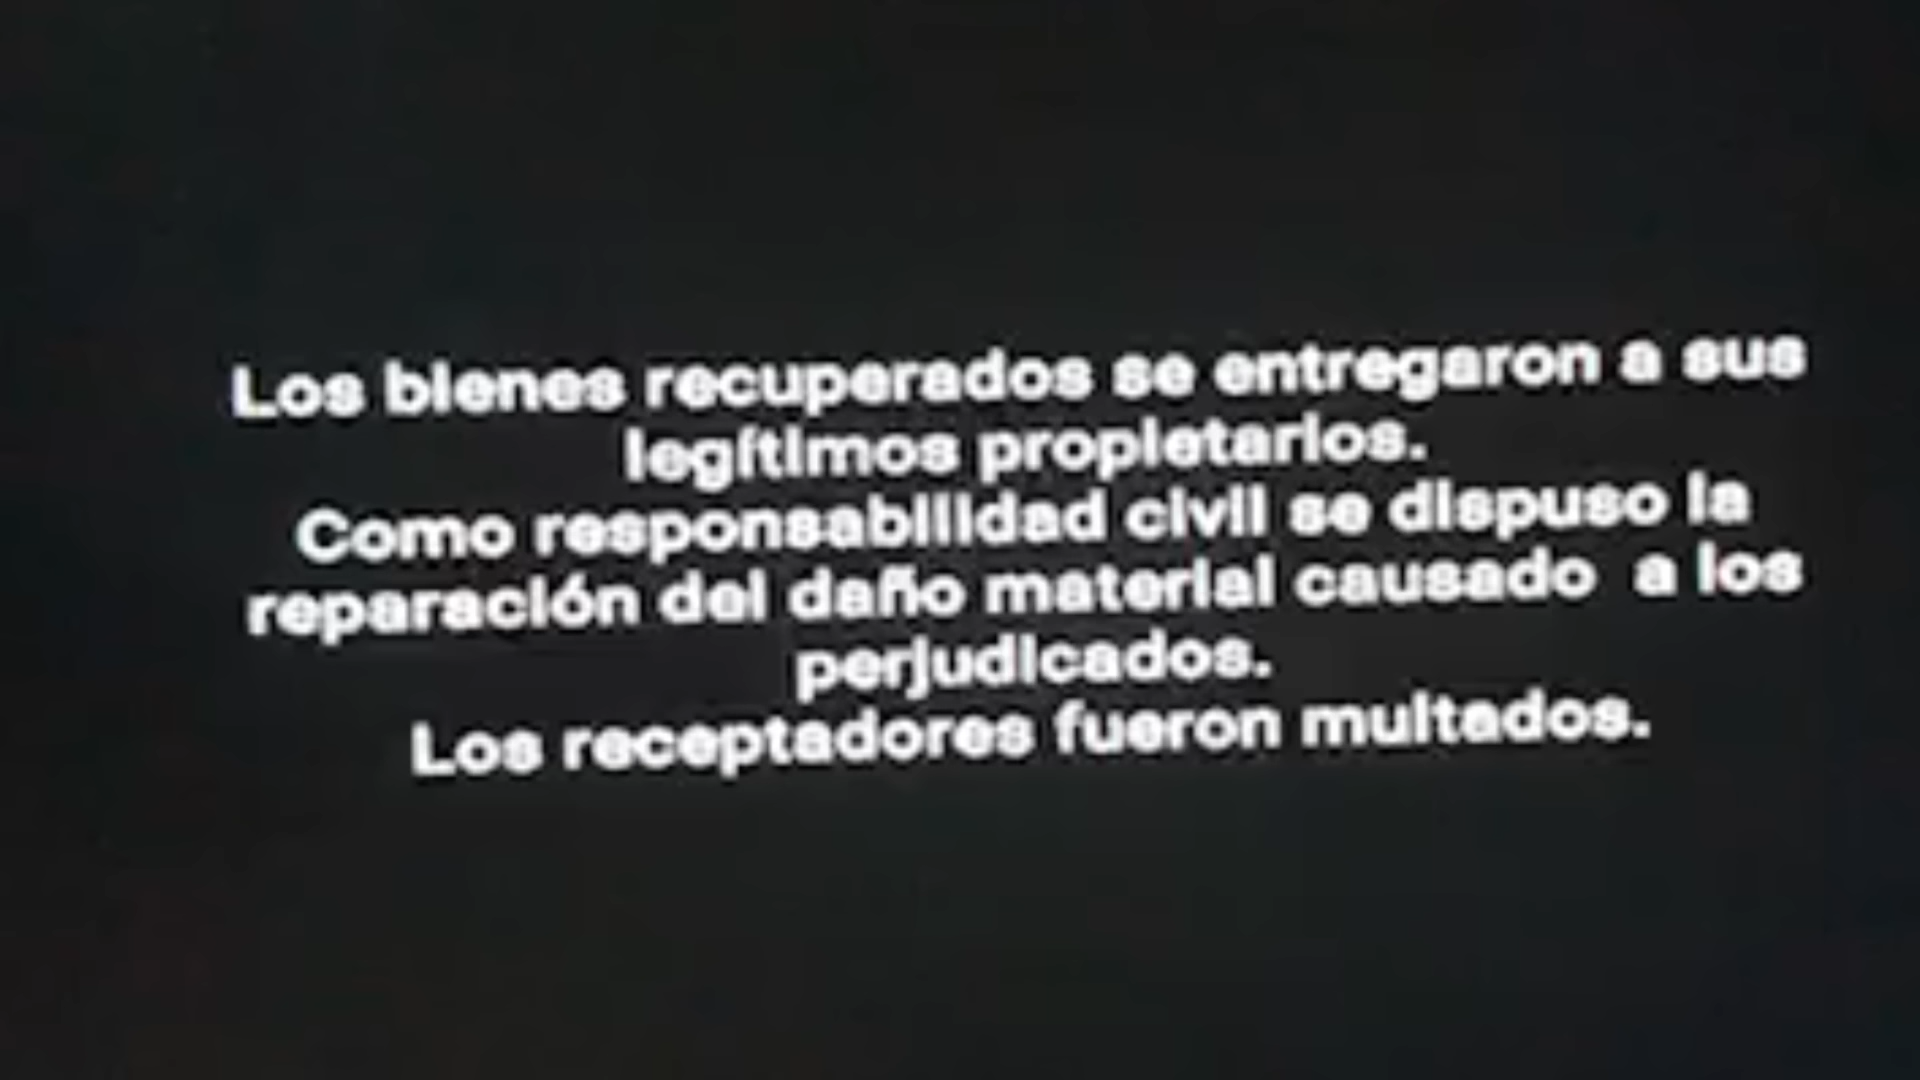 Los bienes recuperados se entregaron a sus
legítimos propietarios.
Como responsabilidad civil se dispuso la
reparación del daño material causado a los
perjudicados.
Los receptadores fueron multados.